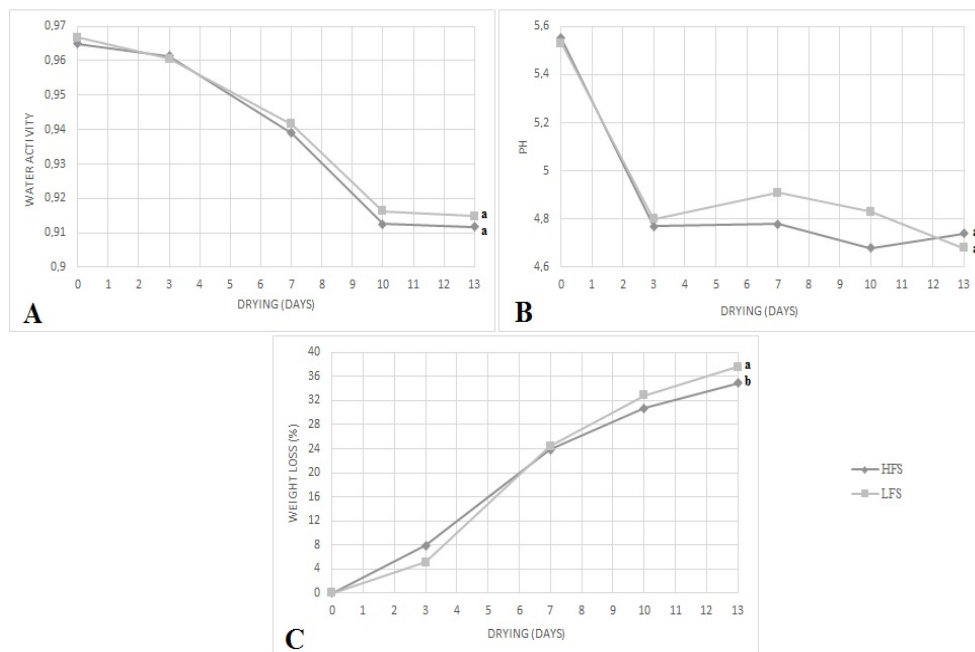 0,97
0,96
0,95
0,94
0,93
0,92
0,91
0,9
WATER ACTIVITY
a
a
0 1 2 3 4 5 6 7 8 9 10 11 12 13
DRYING (DAYS)
A
5,6
5,4
5,2
5
4,8
4,6
PH
a
a
0 1 2 3 4 5 6 7 8 9 10 11 12 13
DRYING (DAYS)
B
40
36
32
28
24
20
16
12
8
4
0
WEIGHT LOSS (%)
a
b
0 1 2 3 4 5 6 7 8 9 10 11 12 13
DRYING (DAYS)
C
HFS
LFS